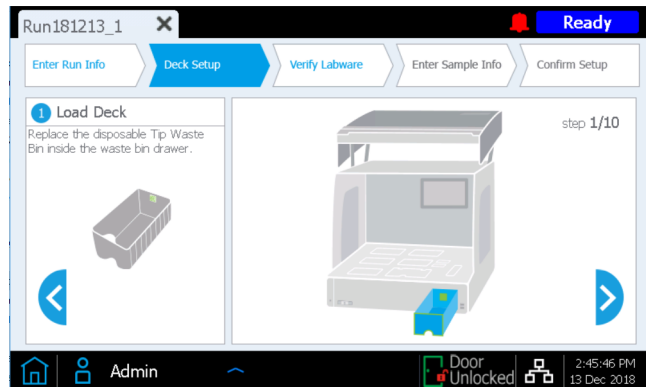 Run181213_1
Ready
Enter Run Info
Deck Setup
Verify Labware
Enter Sample Info
Confirm Setup
1 Load Deck
Replace the disposable Tip Waste
Bin inside the waste bin drawer.
step 1/10
Admin
Door
Unlocked
2:45:46 PM
13 Dec 2018